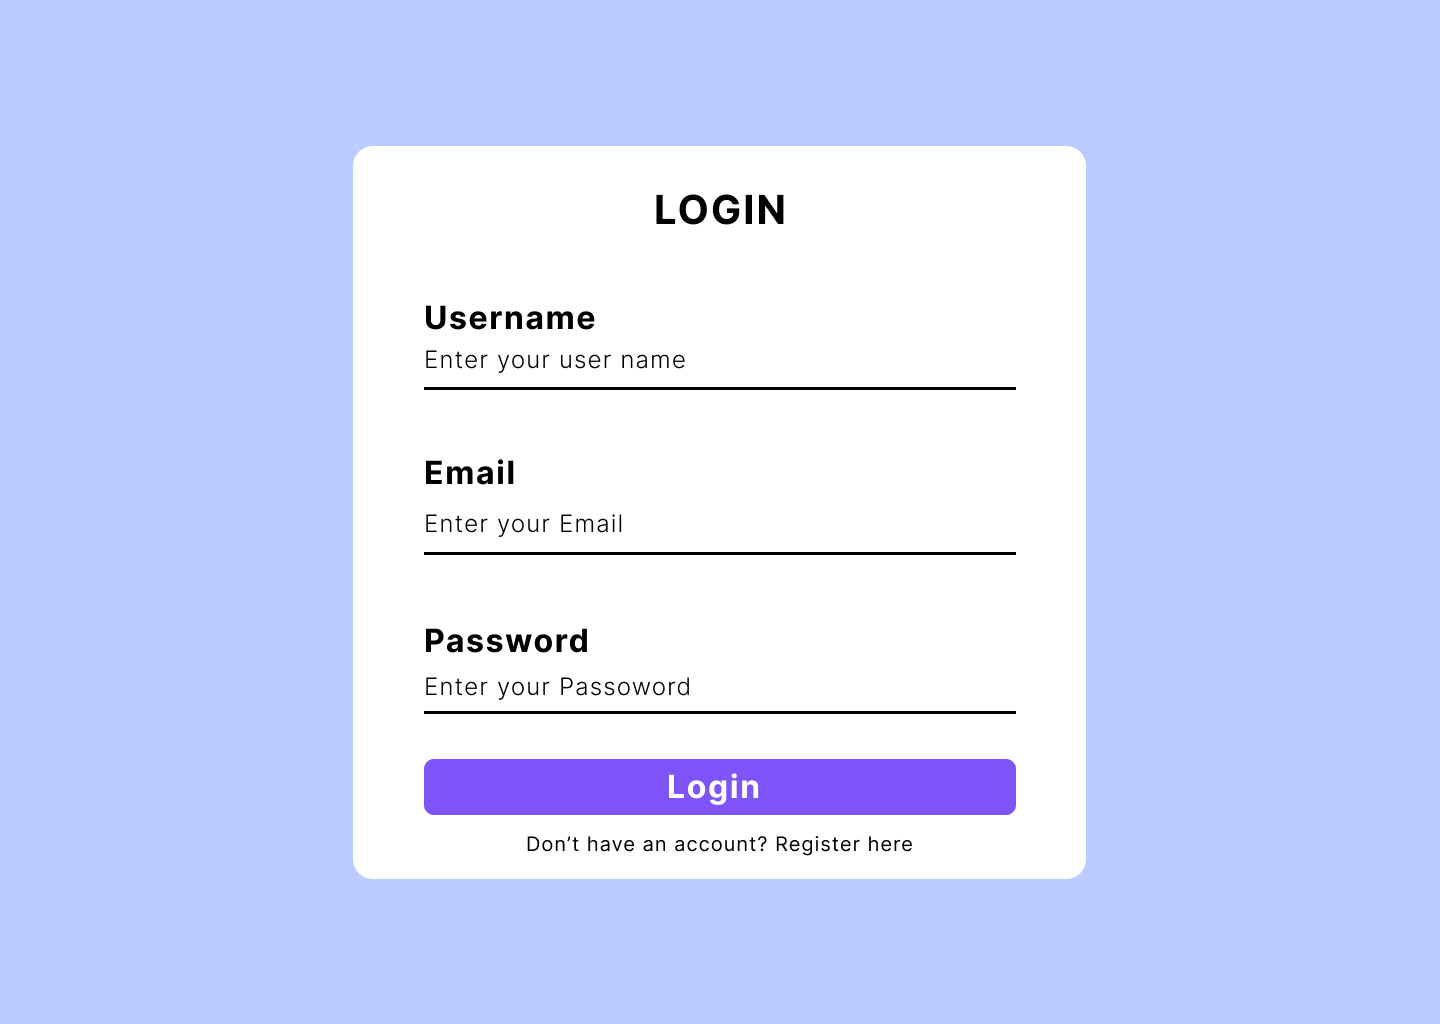 LOGIN
Username
Enter your user name
Email
Enter your Email
Password
Enter your Passoword
Login
Don’t have an account? Register here